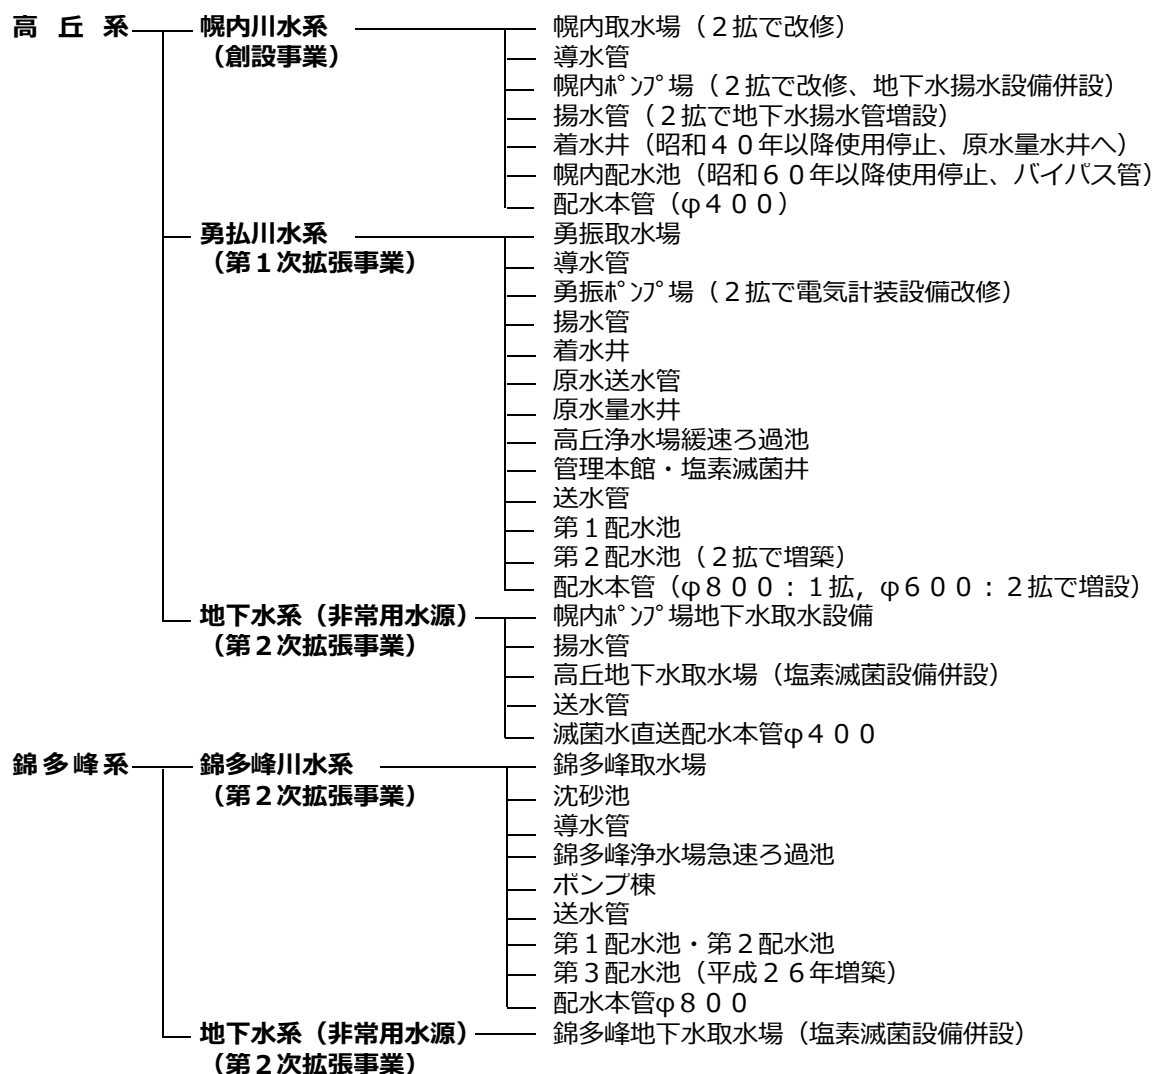 高 丘 系 幌内川水系 幌内取水場（２拡で改修）
（創設事業） 導水管
幌内ﾎﾟﾝﾌﾟ場（２拡で改修、地下水揚水設備併設）
揚水管（２拡で地下水揚水管増設）
着水井（昭和４０年以降使用停止、原水量水井へ）
幌内配水池（昭和６０年以降使用停止、バイパス管）
配水本管（φ４００）
勇払川水系 勇振取水場
（第１次拡張事業） 導水管
勇振ﾎﾟﾝﾌﾟ場（２拡で電気計装設備改修）
揚水管
着水井
原水送水管
原水量水井
高丘浄水場緩速ろ過池
管理本館・塩素滅菌井
送水管
第１配水池
第２配水池（２拡で増築）
配水本管（φ８００：１拡，φ６００：２拡で増設）
地下水系（非常用水源） 幌内ﾎﾟﾝﾌﾟ場地下水取水設備
（第２次拡張事業） 揚水管
高丘地下水取水場（塩素滅菌設備併設）
送水管
滅菌水直送配水本管φ４００
錦多峰系 錦多峰川水系 錦多峰取水場
（第２次拡張事業） 沈砂池
導水管
錦多峰浄水場急速ろ過池
ポンプ棟
送水管
第１配水池・第２配水池
第３配水池（平成２６年増築）
配水本管φ８００
地下水系（非常用水源） 錦多峰地下水取水場（塩素滅菌設備併設）
（第２次拡張事業）